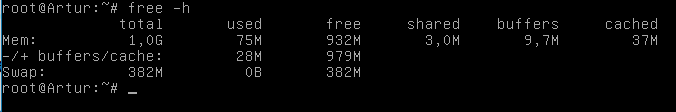 root@Artur:~# free -h
total used free shared buffers cached
Mem: 1,0G 75M 932M 3,0M 9,7M 37M
-/+ buffers/cache: 28M 979M
Swap: 382M 0B 382M
root@Artur:~# _